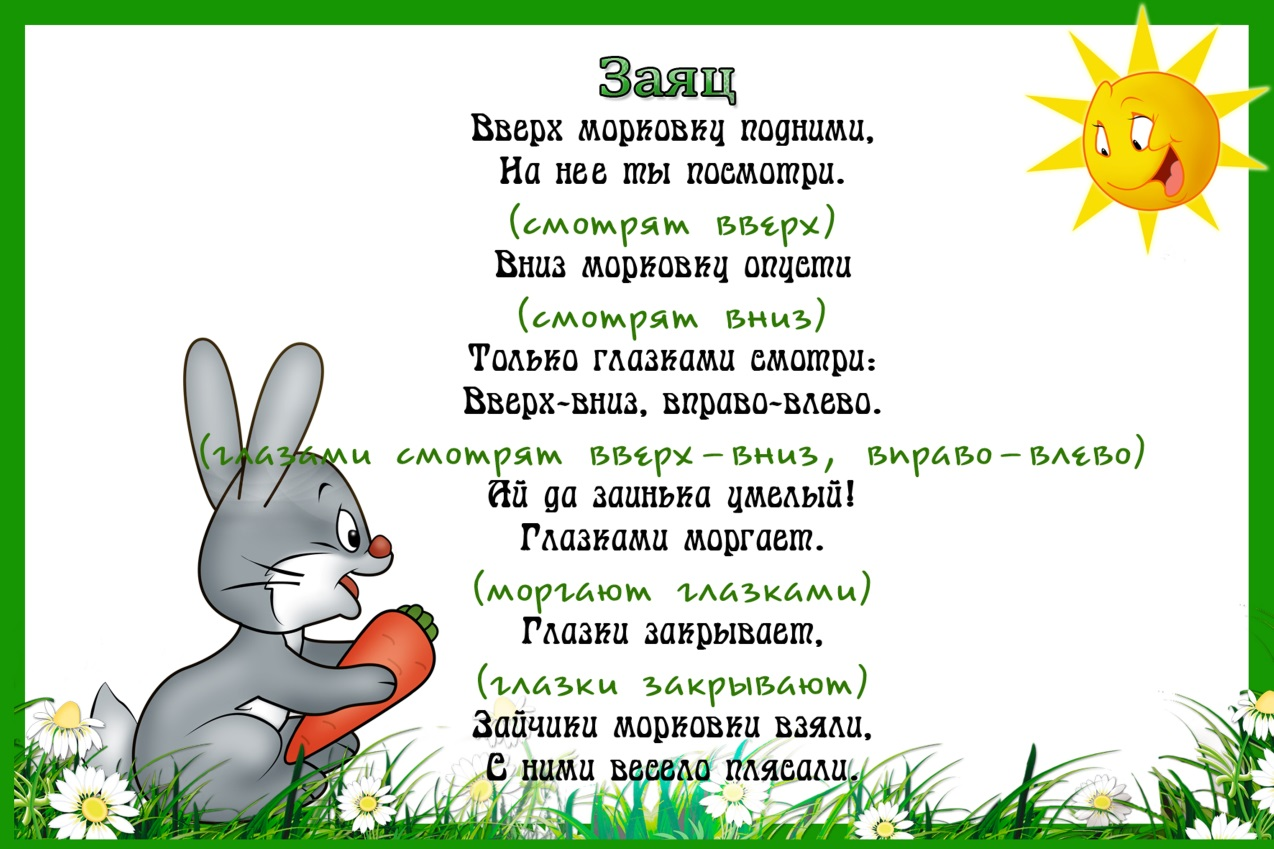 Заяц
Вверх морковку подними,
На нее ты посмотри.
(смотрят вверх)
Вниз морковку опусти
(смотрят вниз)
Только глазками смотри:
Вверх-вниз, вправо-влево.
(глазами смотрят вверх – вниз, вправо – влево)
Ай да заинька умелый!
Глазками моргает.
(моргают глазками)
Глазки закрывает,
(глазки закрывают)
Зайчики морковки взяли,
С ними весело плясали.